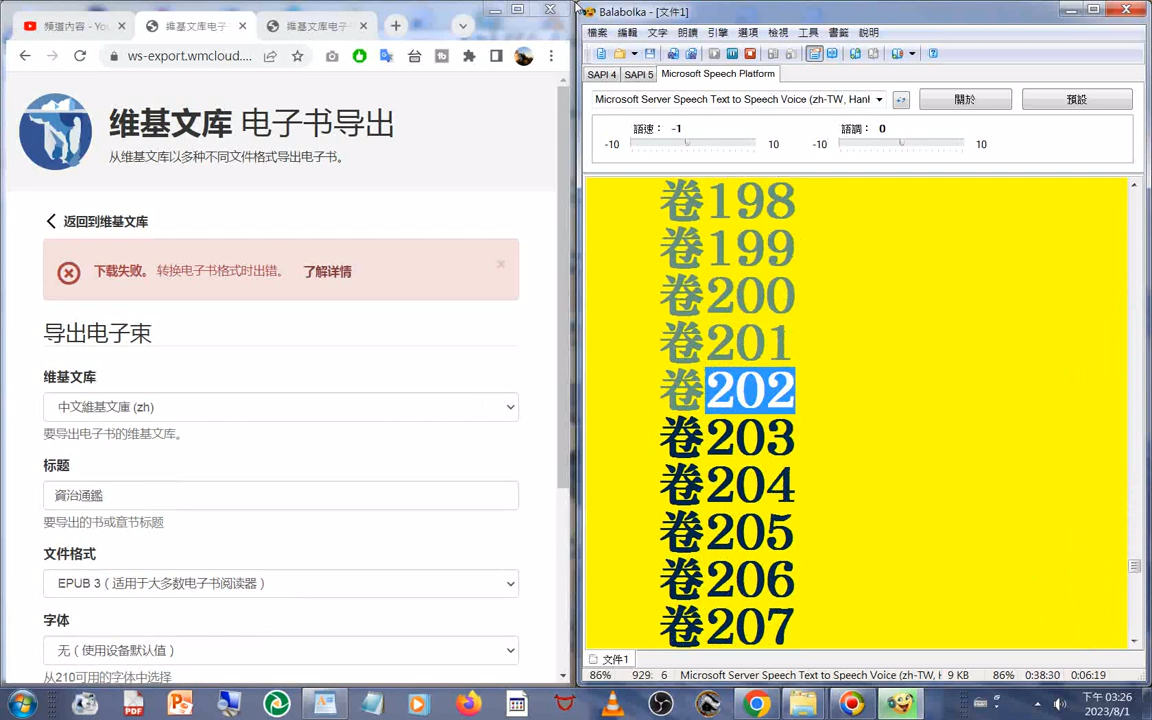 頻道內容 - You
维基文库电子
维基文库电子
ws-export.wmcloud....
维基文库 电子书导出
从维基文库以多种不同文件格式导出电子书。
返回到维基文库
下载失败。 转换电子书格式时出错。 了解详情
×
导出电子束
维基文库
中文維基文庫 (zh)
要导出电子书的维基文库。
标题
資治通鑑
要导出的书或章节标题
文件格式
EPUB 3（适用于大多数电子书阅读器）
字体
无（使用设备默认值）
从210可用的字体中选择
Balabolka - [文件1]
檔案 編輯 文字 朗讀 引擎 選項 檢視 工具 書籤 說明
SAPI 4 SAPI 5 Microsoft Speech Platform
Microsoft Server Speech Text to Speech Voice (zh-TW, Hanl
關於 預設
語速： -1 語調： 0
-10 10 -10 10
卷198
卷199
卷200
卷201
卷202
卷203
卷204
卷205
卷206
卷207
文件1
86% 929: 6 Microsoft Server Speech Text to Speech Voice (zh-TW, H 9 KB 86% 0:38:30 0:06:19
PDF
下午 03:26
2023/8/1